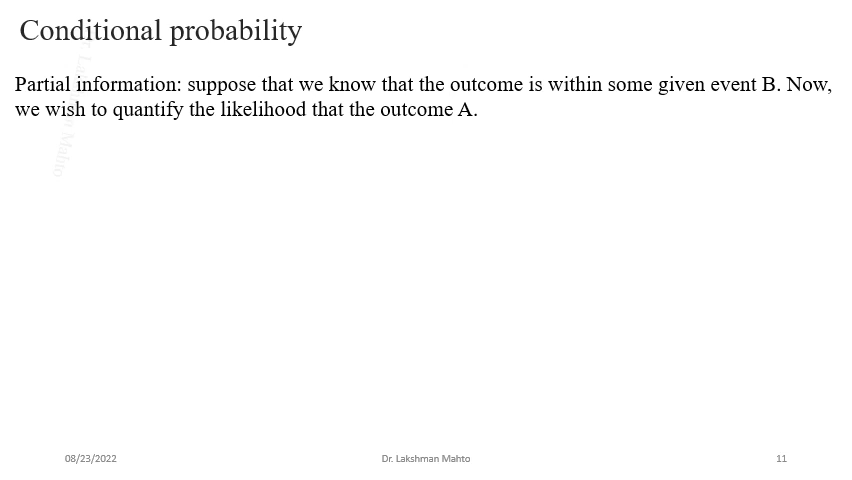 Conditional probability
Partial information: suppose that we know that the outcome is within some given event B. Now,
we wish to quantify the likelihood that the outcome A.
Mahto
08/23/2022
Dr. Lakshman Mahto
11